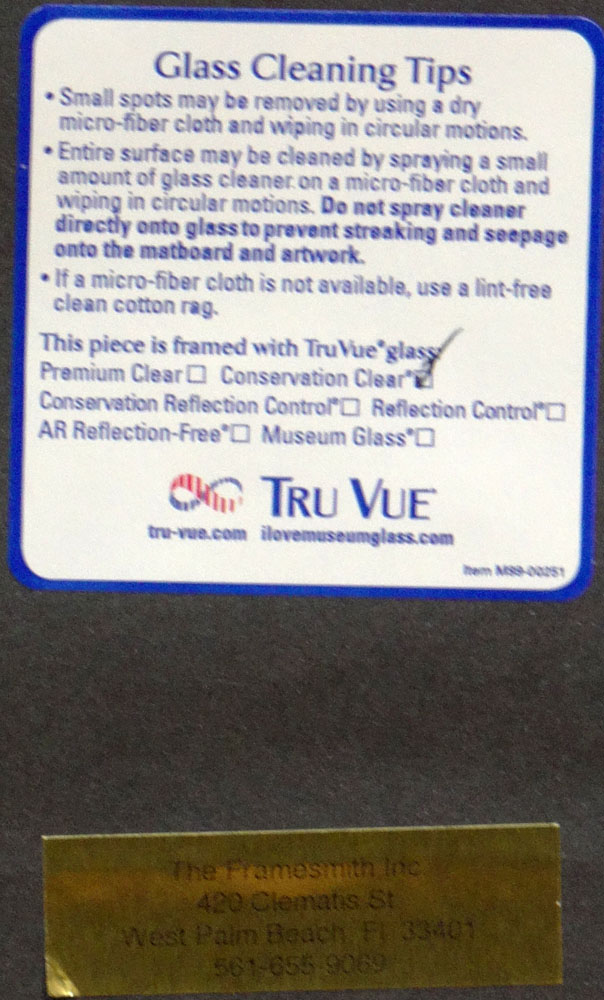 Glass Cleaning Tips
• Small spots may be removed by using a dry
micro-fiber cloth and wiping in circular motions.
• Entire surface may be cleaned by spraying a small
amount of glass cleaner on a micro-fiber cloth and
wiping in circular motions. Do not spray cleaner
directly onto glass to prevent streaking and seepage
onto the matboard and artwork.
• If a micro-fiber cloth is not available, use a lint-free
clean cotton rag.
This piece is framed with Tru Vue® glass:
Premium Clear ☐ Conservation Clear® ☑
Conservation Reflection Control® ☐ Reflection Control® ☐
AR Reflection-Free® ☐ Museum Glass® ☐
TRU VUE
tru-vue.com ilovemuseumglass.com
Item MS9-00251
The Framesmith Inc
420 Clematis St
West Palm Beach Fl 33401
561-655-9069